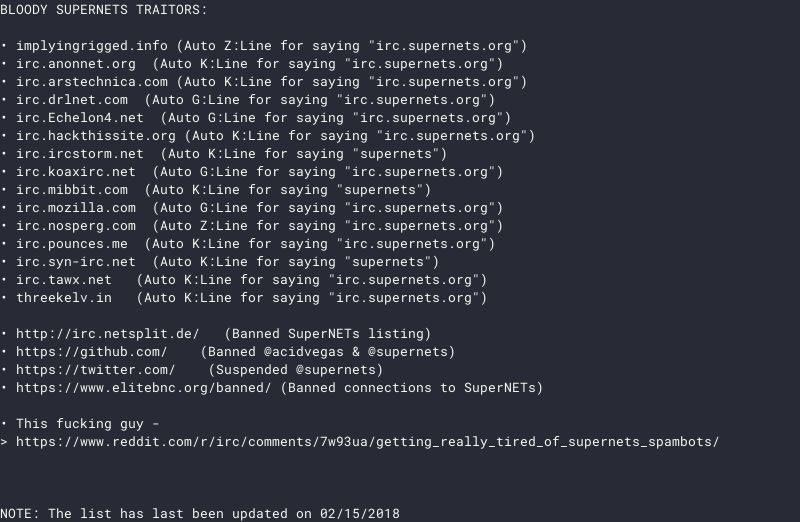 BLOODY SUPERNETS TRAITORS:
• implyingrigged.info (Auto Z:Line for saying "irc.supernets.org")
• irc.anonnet.org (Auto K:Line for saying "irc.supernets.org")
• irc.arstechnica.com (Auto K:Line for saying "irc.supernets.org")
• irc.drlnet.com (Auto G:Line for saying "irc.supernets.org")
• irc.Echelon4.net (Auto G:Line for saying "irc.supernets.org")
• irc.hackthissite.org (Auto K:Line for saying "irc.supernets.org")
• irc.ircstorm.net (Auto K:Line for saying "supernets")
• irc.koaxirc.net (Auto G:Line for saying "irc.supernets.org")
• irc.mibbit.com (Auto K:Line for saying "supernets")
• irc.mozilla.com (Auto G:Line for saying "irc.supernets.org")
• irc.nosperg.com (Auto Z:Line for saying "irc.supernets.org")
• irc.pounces.me (Auto K:Line for saying "irc.supernets.org")
• irc.syn-irc.net (Auto K:Line for saying "supernets")
• irc.tawx.net (Auto K:Line for saying "irc.supernets.org")
• threekelv.in (Auto K:Line for saying "irc.supernets.org")
• http://irc.netsplit.de/ (Banned SuperNETs listing)
• https://github.com/ (Banned @acidvegas & @supernets)
• https://twitter.com/ (Suspended @supernets)
• https://www.elitebnc.org/banned/ (Banned connections to SuperNETs)
• This fucking guy -
> https://www.reddit.com/r/irc/comments/7w93ua/getting_really_tired_of_supernets_spambots/
NOTE: The list has last been updated on 02/15/2018